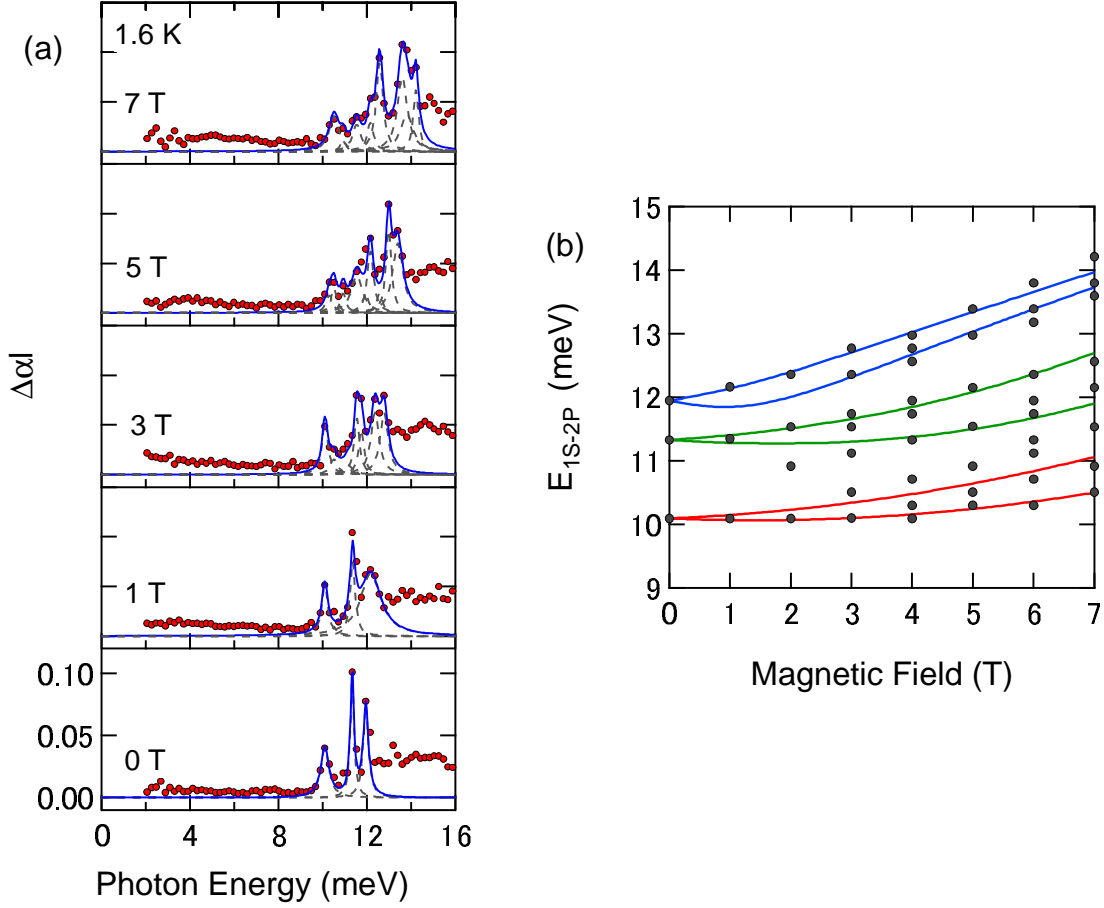 (a)
1.6 K
7 T
5 T
3 T
1 T
0 T
0.10
0.05
0.00
ΔαI
0 4 8 12 16
Photon Energy (meV)
(b)
15
14
13
12
11
10
9
E1S-2P (meV)
0 1 2 3 4 5 6 7
Magnetic Field (T)